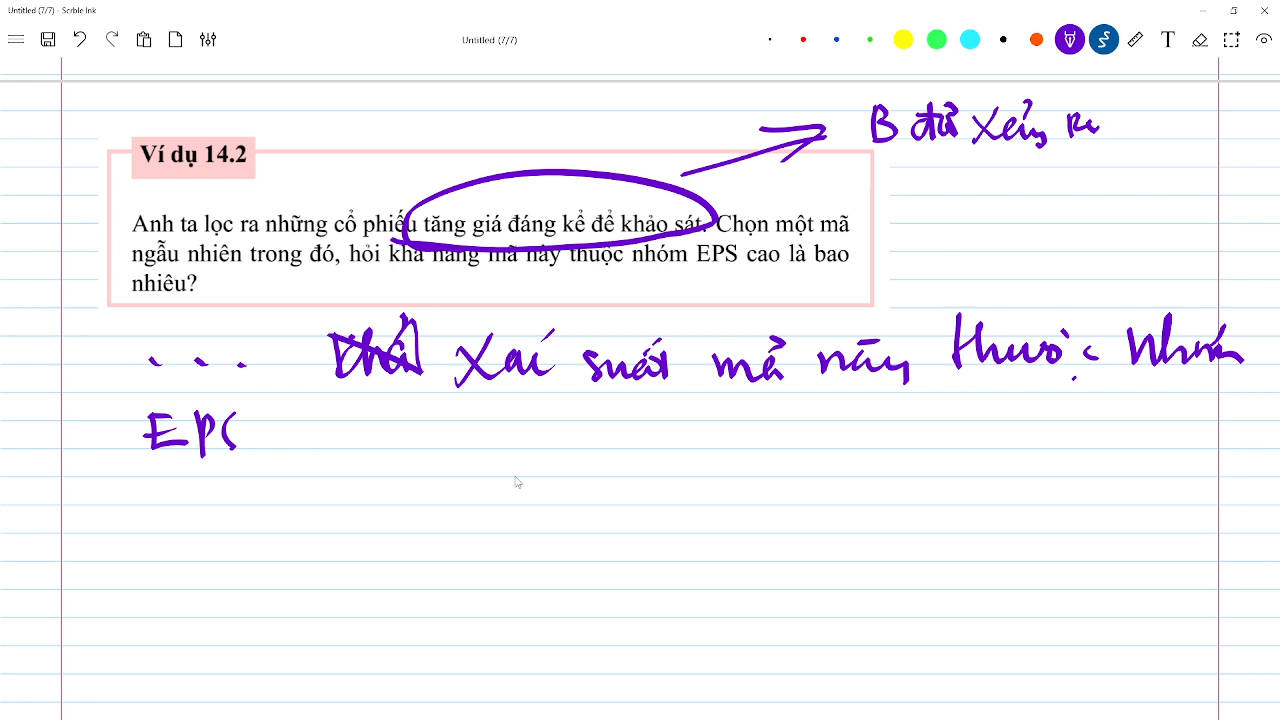 Untitled (7/7) - Scrble Ink
Untitled (7/7)
B đã xảy ra
Ví dụ 14.2
Anh ta lọc ra những cổ phiếu tăng giá đáng kể để khảo sát. Chọn một mã
ngẫu nhiên trong đó, hỏi khả năng mã này thuộc nhóm EPS cao là bao
nhiêu?
... xác suất mã này thuộc nhóm
EPS